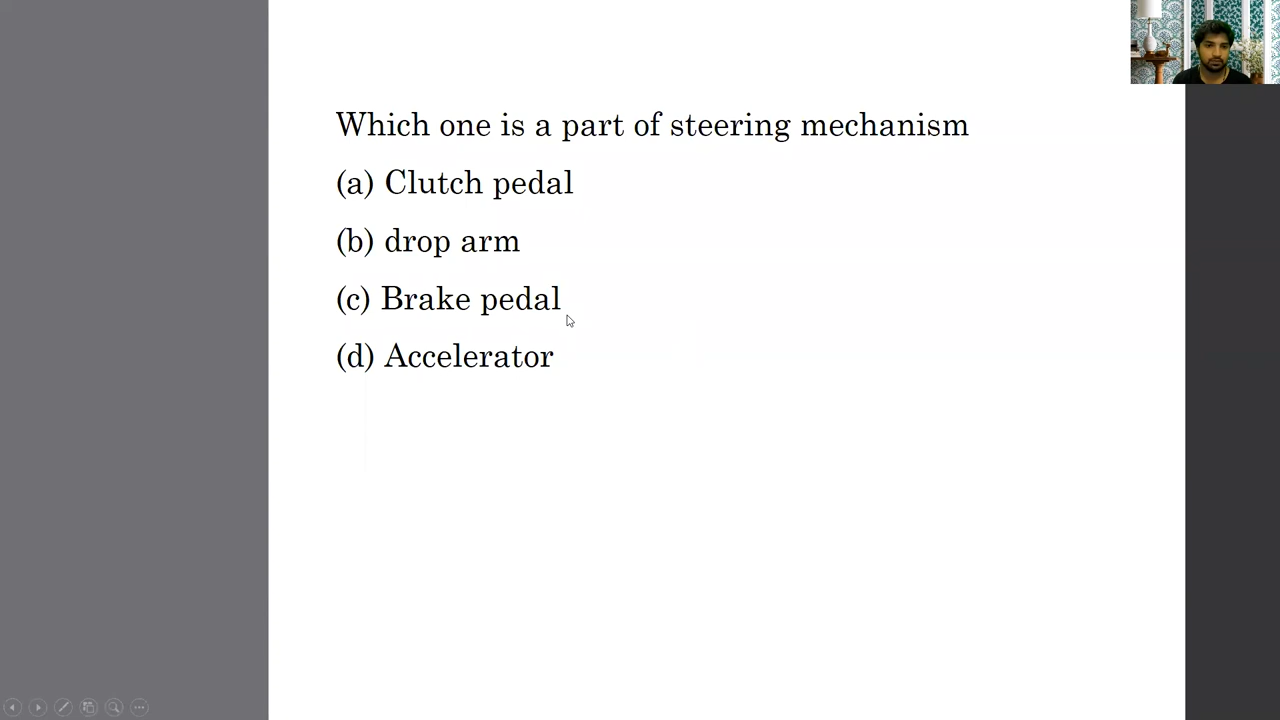 Which one is a part of steering mechanism
(a) Clutch pedal
(b) drop arm
(c) Brake pedal
(d) Accelerator